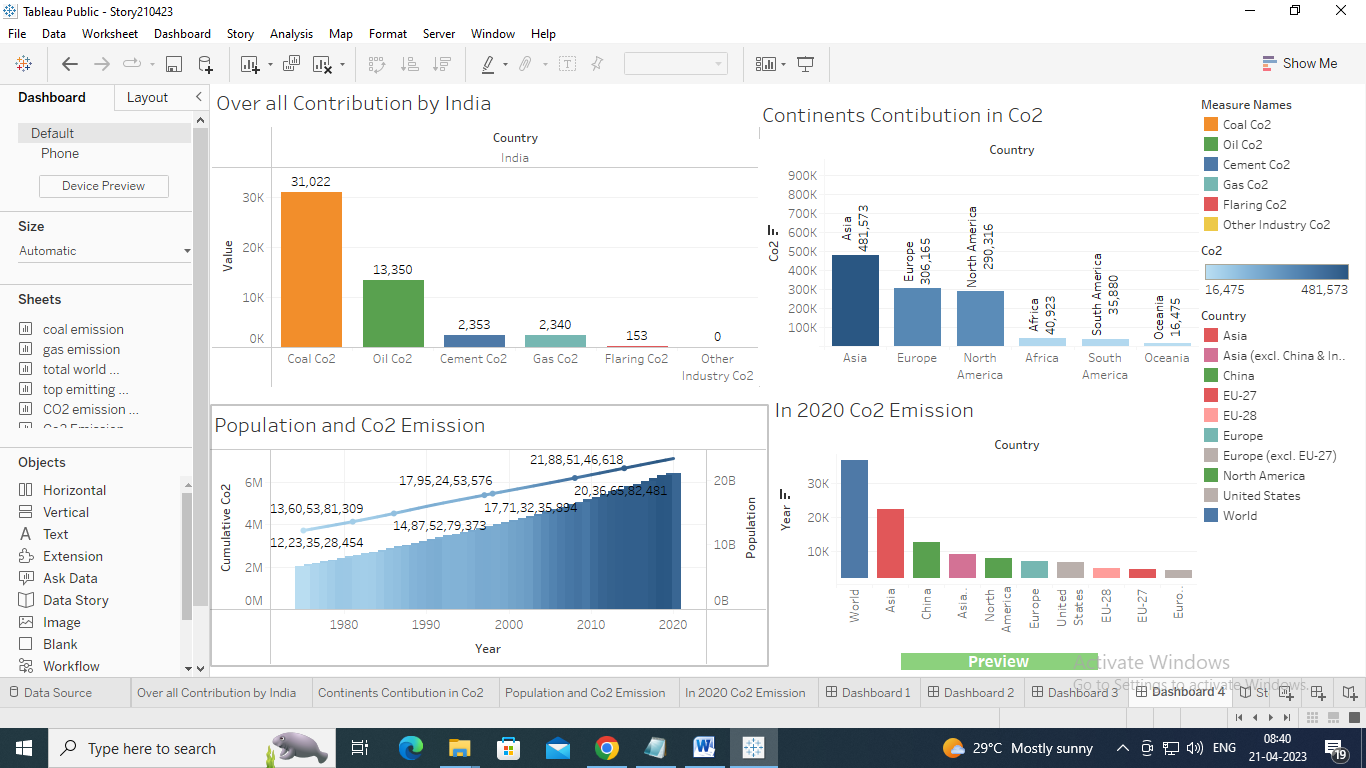 Tableau Public - Story210423
File Data Worksheet Dashboard Story Analysis Map Format Server Window Help
Show Me
Dashboard Layout
Default
Phone
Device Preview
Size
Automatic
Sheets
coal emission
gas emission
total world ...
top emitting ...
CO2 emission ...
Objects
Horizontal
Vertical
Text
Extension
Ask Data
Data Story
Image
Blank
Workflow
Over all Contribution by India
Country
India
Value
30K
20K
10K
0K
31,022
13,350
2,353
2,340
153
0
Coal Co2 Oil Co2 Cement Co2 Gas Co2 Flaring Co2 Other
Industry Co2
Continents Contibution in Co2
Country
Co2
900K
800K
700K
600K
500K
400K
300K
200K
100K
Asia
481,573
Europe
306,165
North America
290,316
Africa
40,923
South America
35,880
Oceania
16,475
Asia Europe North Africa South Oceania
America America
Population and Co2 Emission
Cumulative Co2
6M
4M
2M
0M
21,88,51,46,618
17,95,24,53,576
20,36,65,82,481
13,60,53,81,309
17,71,32,35,894
14,87,52,79,373
12,23,35,28,454
20B
10B
0B
Population
1980 1990 2000 2010 2020
Year
In 2020 Co2 Emission
Country
Year
30K
20K
10K
World
Asia
China
Asia..
North
America
Europe
United
States
EU-28
EU-27
Euro..
Preview
Measure Names
Coal Co2
Oil Co2
Cement Co2
Gas Co2
Flaring Co2
Other Industry Co2
Co2
16,475 481,573
Country
Asia
Asia (excl. China & In..
China
EU-27
EU-28
Europe
Europe (excl. EU-27)
North America
United States
World
Activate Windows
Go to Settings to activate Windows.
Data Source Over all Contribution by India Continents Contibution in Co2 Population and Co2 Emission In 2020 Co2 Emission Dashboard 1 Dashboard 2 Dashboard 3 Dashboard 4 St
Type here to search
W
29°C Mostly sunny
ENG
08:40
21-04-2023
19